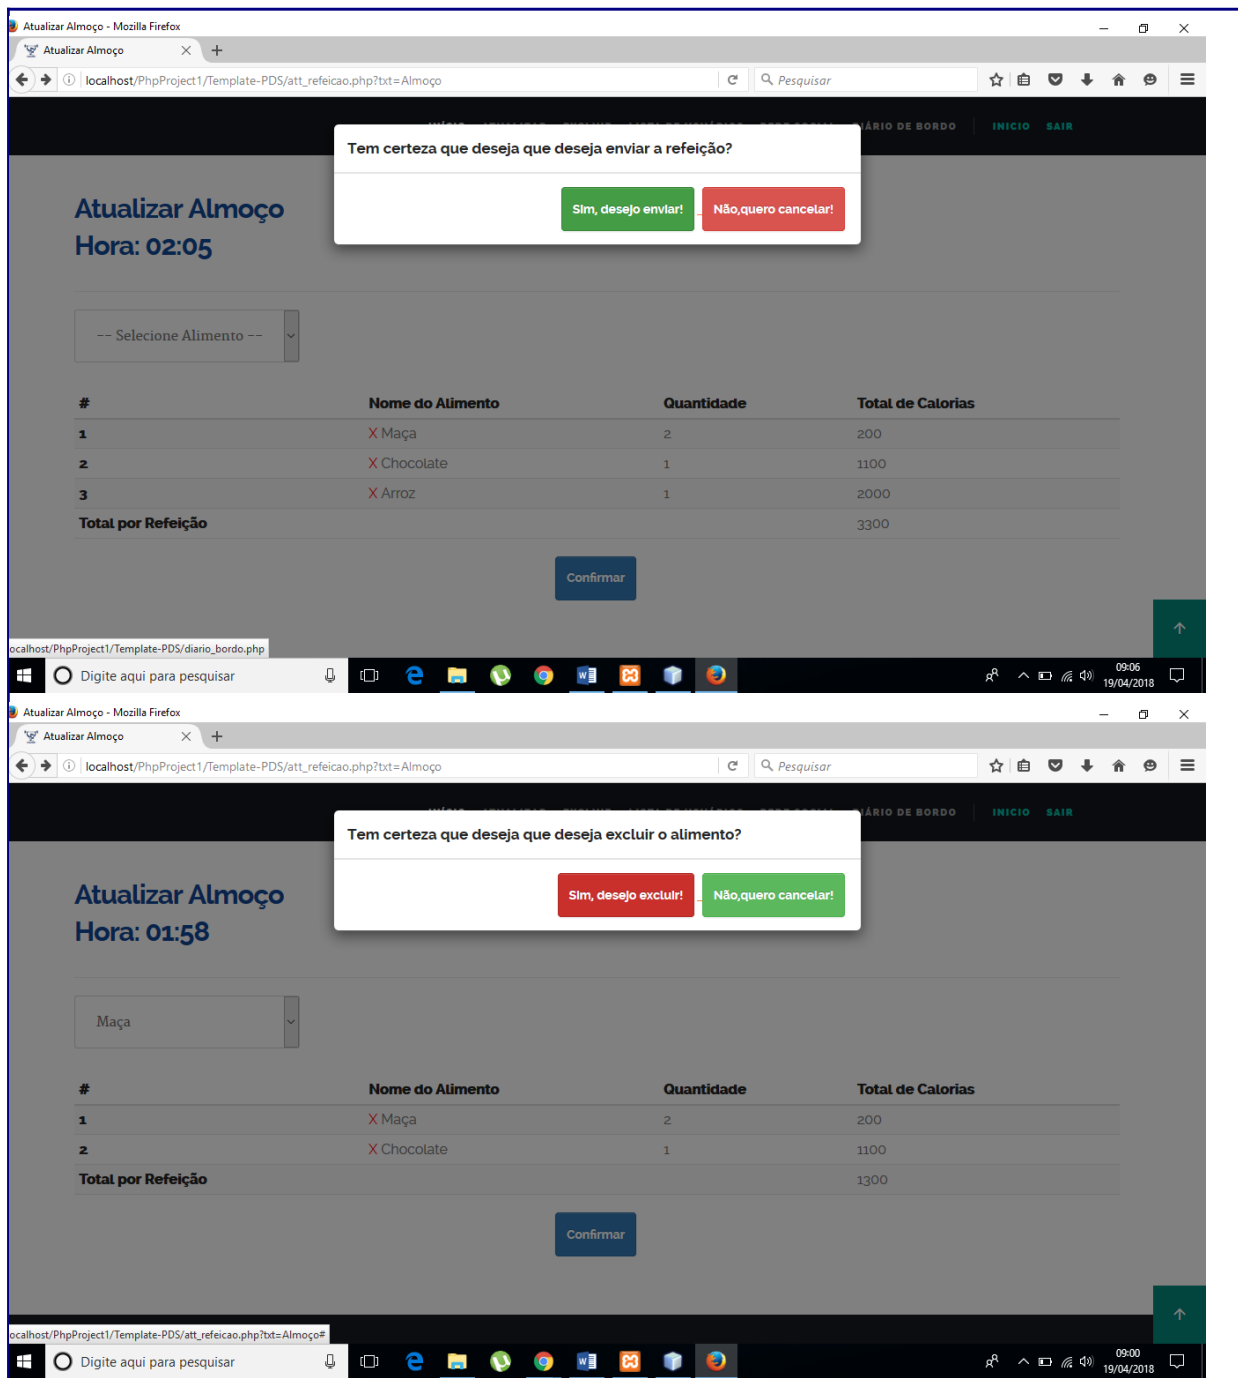 Atualizar Almoço - Mozilla Firefox
Atualizar Almoço
localhost/PhpProject1/Template-PDS/att_refeicao.php?txt=Almoço
Pesquisar
DIÁRIO DE BORDO INICIO SAIR
Tem certeza que deseja que deseja enviar a refeição?
Sim, desejo enviar! Não,quero cancelar!
Atualizar Almoço
Hora: 02:05
-- Selecione Alimento --
# Nome do Alimento Quantidade Total de Calorias
1 X Maça 2 200
2 X Chocolate 1 1100
3 X Arroz 1 2000
Total por Refeição 3300
Confirmar
ocalhost/PhpProject1/Template-PDS/diario_bordo.php
Digite aqui para pesquisar
09:06
19/04/2018
Atualizar Almoço - Mozilla Firefox
Atualizar Almoço
localhost/PhpProject1/Template-PDS/att_refeicao.php?txt=Almoço
Pesquisar
DIÁRIO DE BORDO INICIO SAIR
Tem certeza que deseja que deseja excluir o alimento?
Sim, desejo excluir! Não,quero cancelar!
Atualizar Almoço
Hora: 01:58
Maça
# Nome do Alimento Quantidade Total de Calorias
1 X Maça 2 200
2 X Chocolate 1 1100
Total por Refeição 1300
Confirmar
ocalhost/PhpProject1/Template-PDS/att_refeicao.php?txt=Almoço#
Digite aqui para pesquisar
09:00
19/04/2018